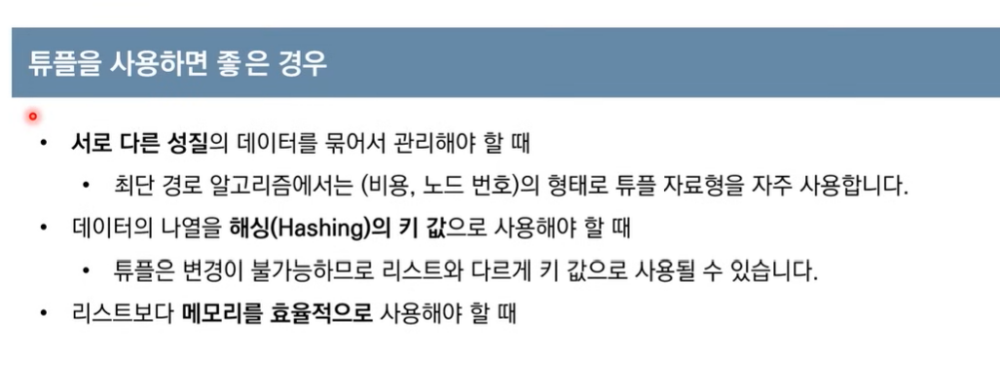 튜플을 사용하면 좋은 경우
• 서로 다른 성질의 데이터를 묶어서 관리해야 할 때
• 최단 경로 알고리즘에서는 (비용, 노드 번호)의 형태로 튜플 자료형을 자주 사용합니다.
• 데이터의 나열을 해싱(Hashing)의 키 값으로 사용해야 할 때
• 튜플은 변경이 불가능하므로 리스트와 다르게 키 값으로 사용될 수 있습니다.
• 리스트보다 메모리를 효율적으로 사용해야 할 때